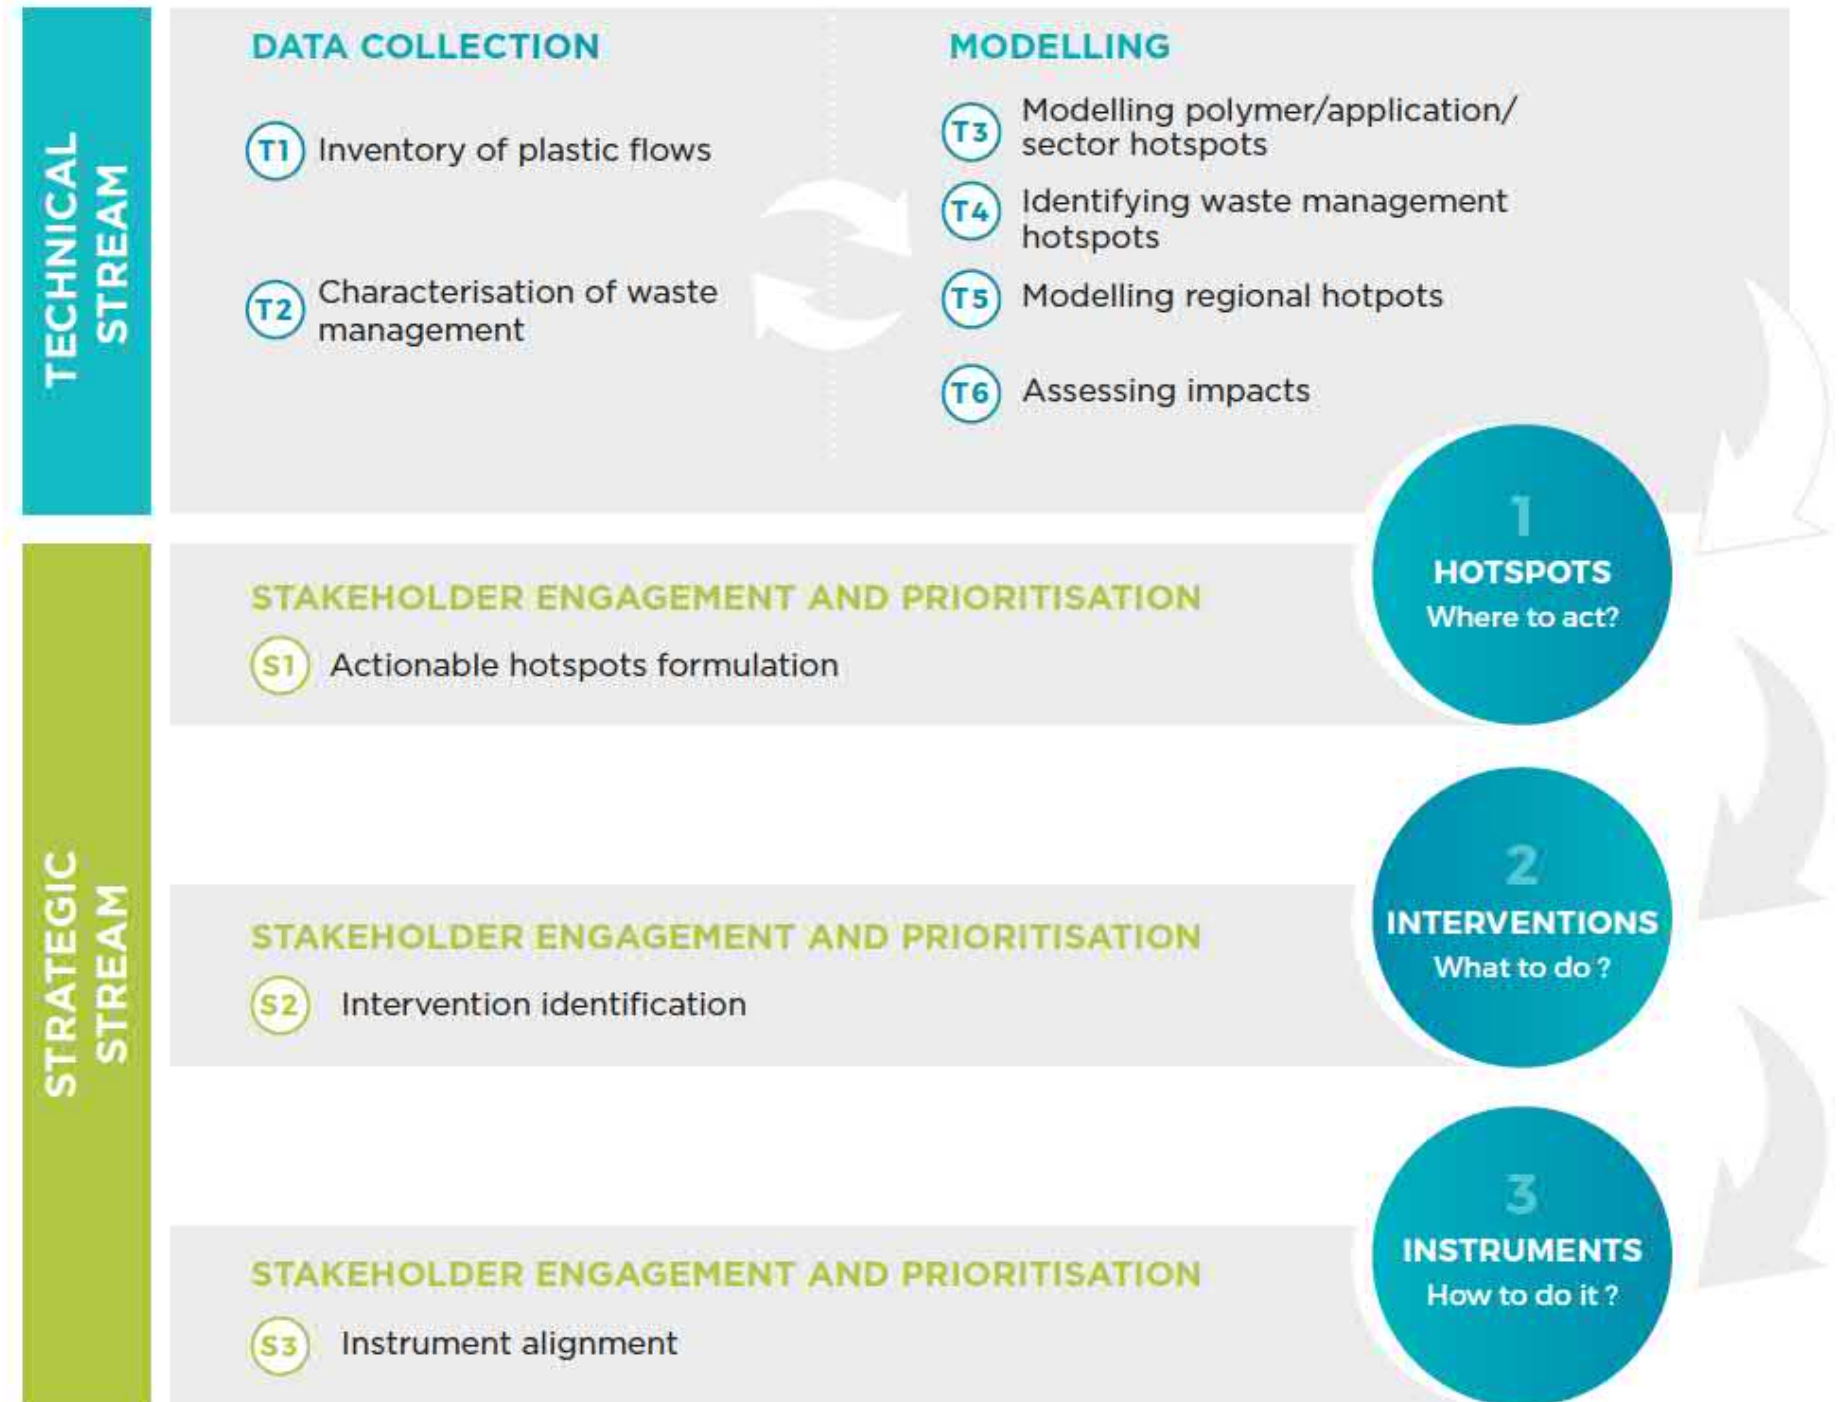 TECHNICAL
STREAM
DATA COLLECTION
T1 Inventory of plastic flows
T2 Characterisation of waste
management
MODELLING
T3 Modelling polymer/application/
sector hotspots
T4 Identifying waste management
hotspots
T5 Modelling regional hotpots
T6 Assessing impacts
1
HOTSPOTS
Where to act?
STRATEGIC
STREAM
STAKEHOLDER ENGAGEMENT AND PRIORITISATION
S1 Actionable hotspots formulation
2
INTERVENTIONS
What to do ?
STAKEHOLDER ENGAGEMENT AND PRIORITISATION
S2 Intervention identification
3
INSTRUMENTS
How to do it ?
STAKEHOLDER ENGAGEMENT AND PRIORITISATION
S3 Instrument alignment